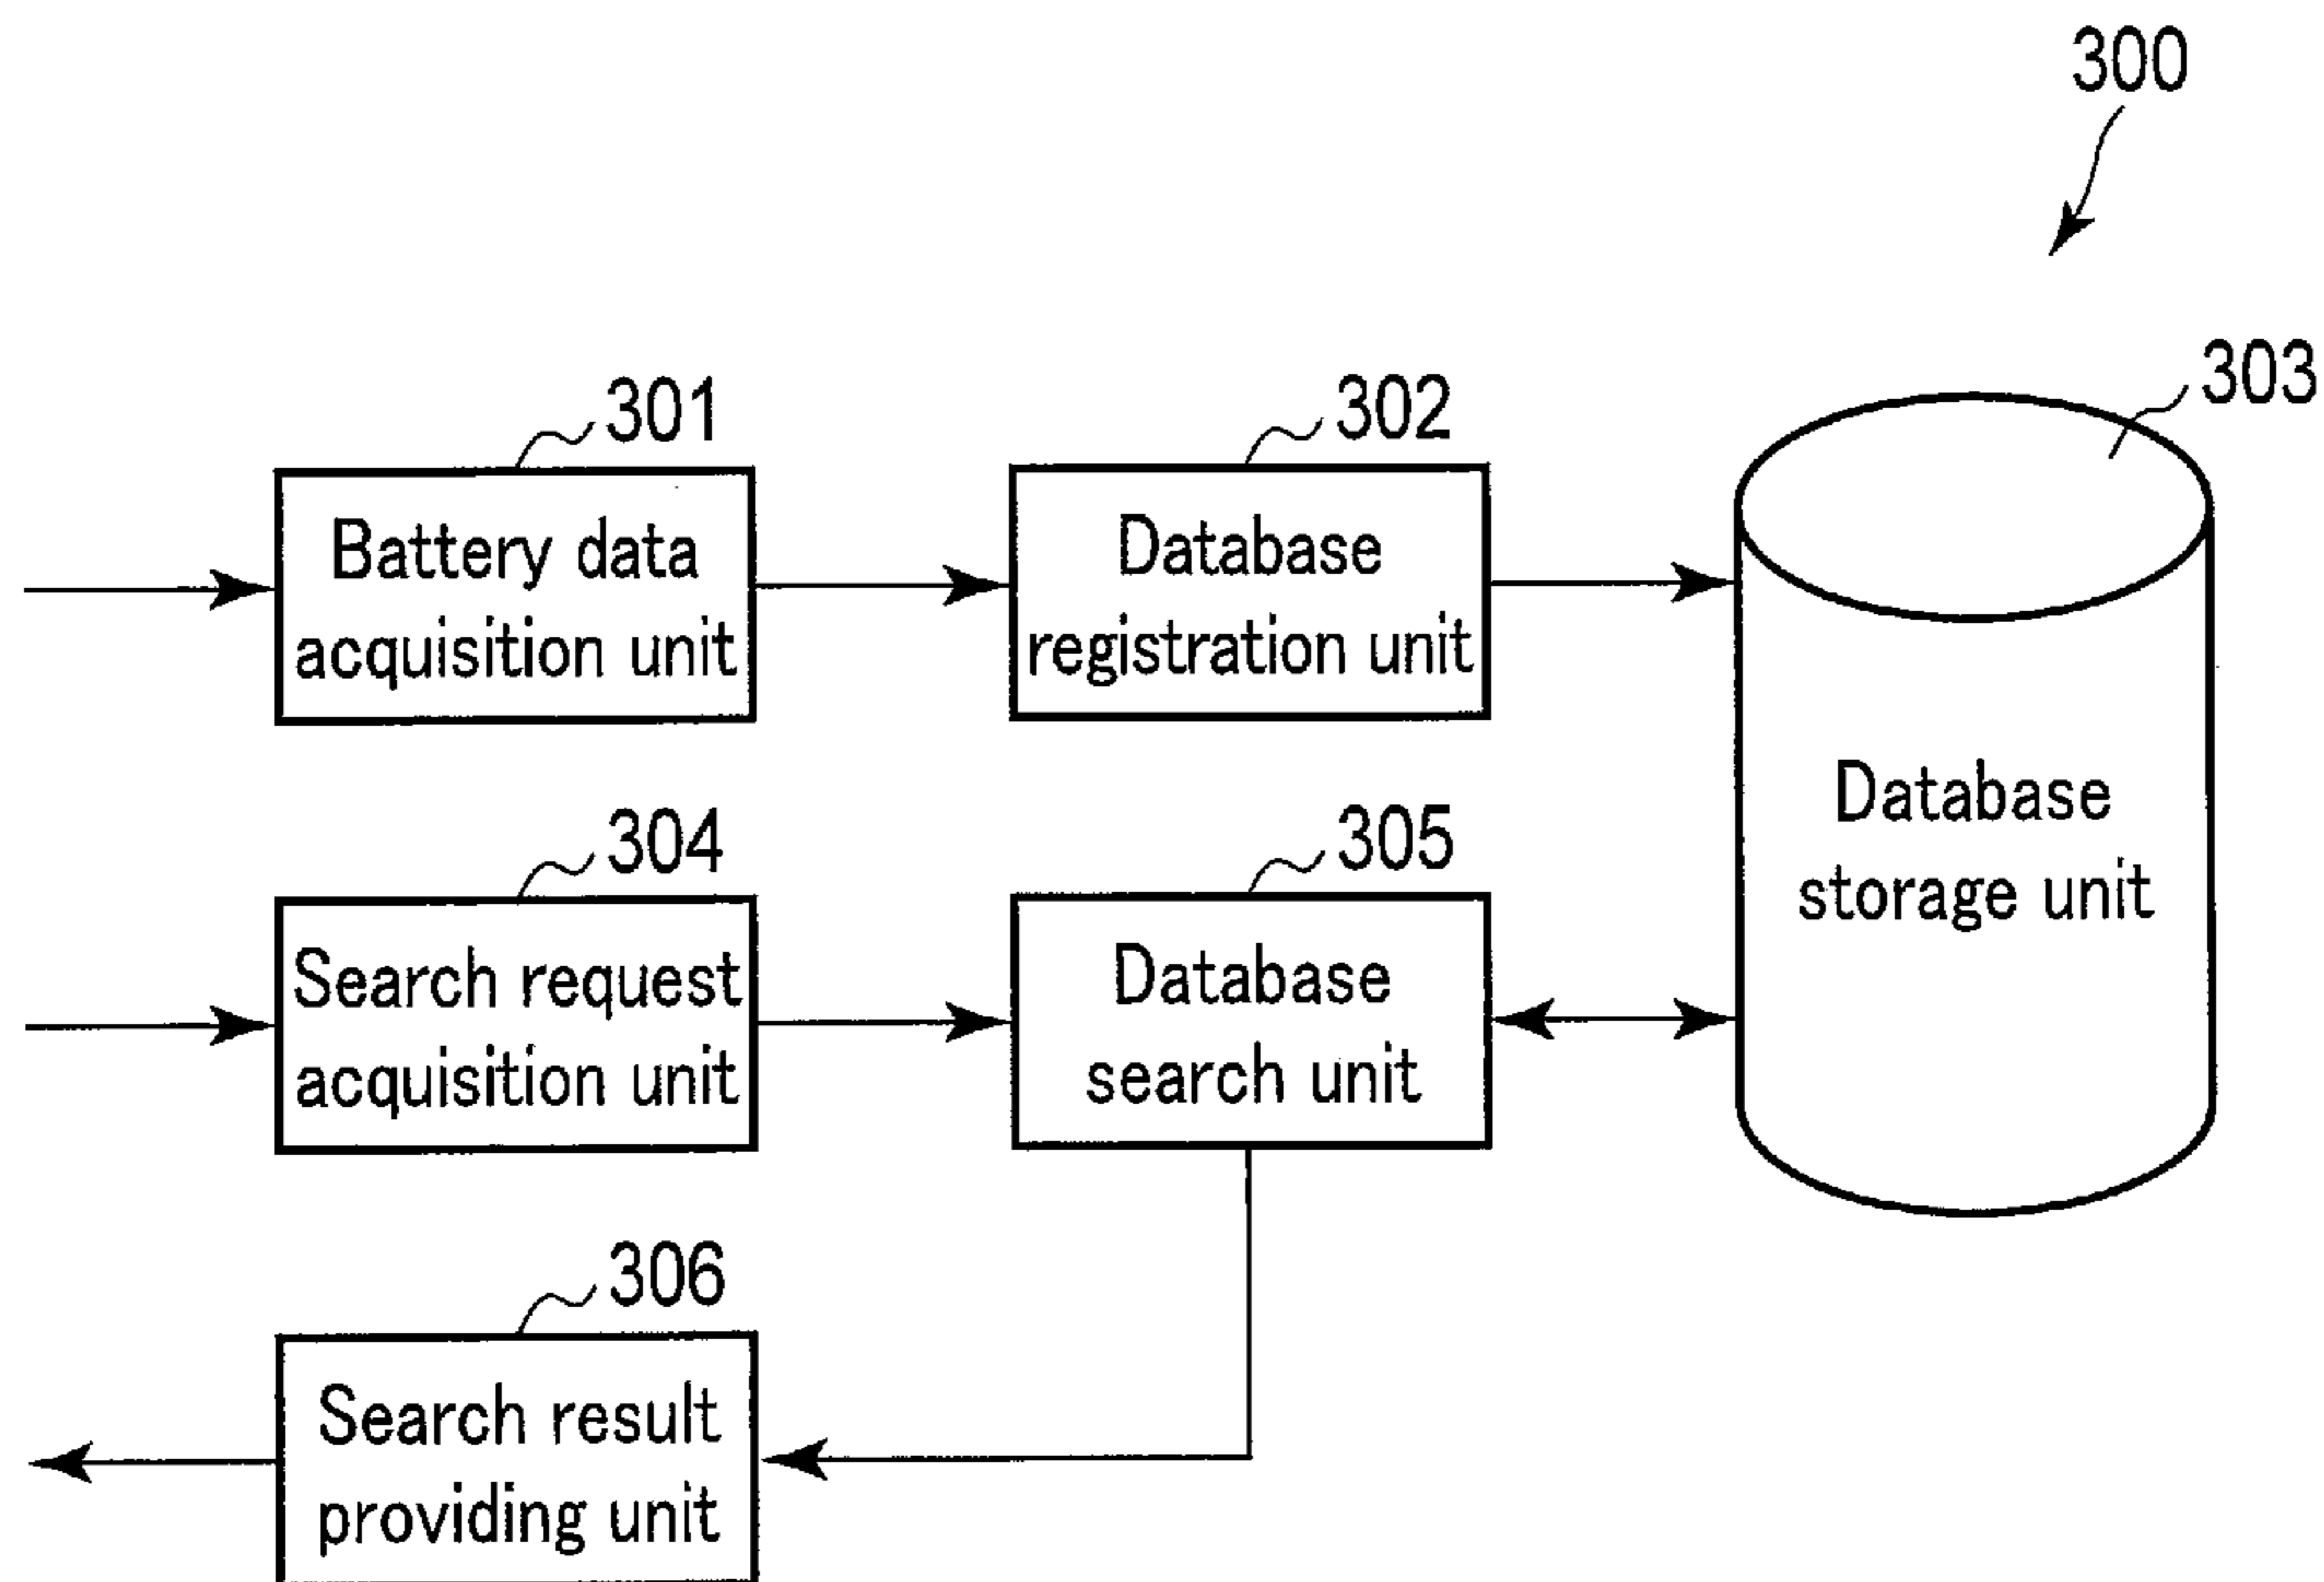 300
301
302
303
Battery data
acquisition unit
Database
registration unit
Database
storage unit
304
305
Search request
acquisition unit
Database
search unit
306
Search result
providing unit